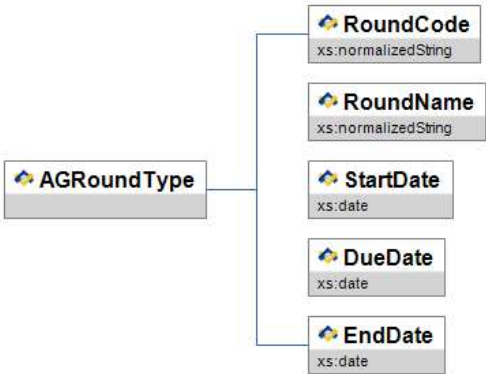 RoundCode
xs:normalizedString
RoundName
xs:normalizedString
AGRoundType
StartDate
xs:date
DueDate
xs:date
EndDate
xs:date